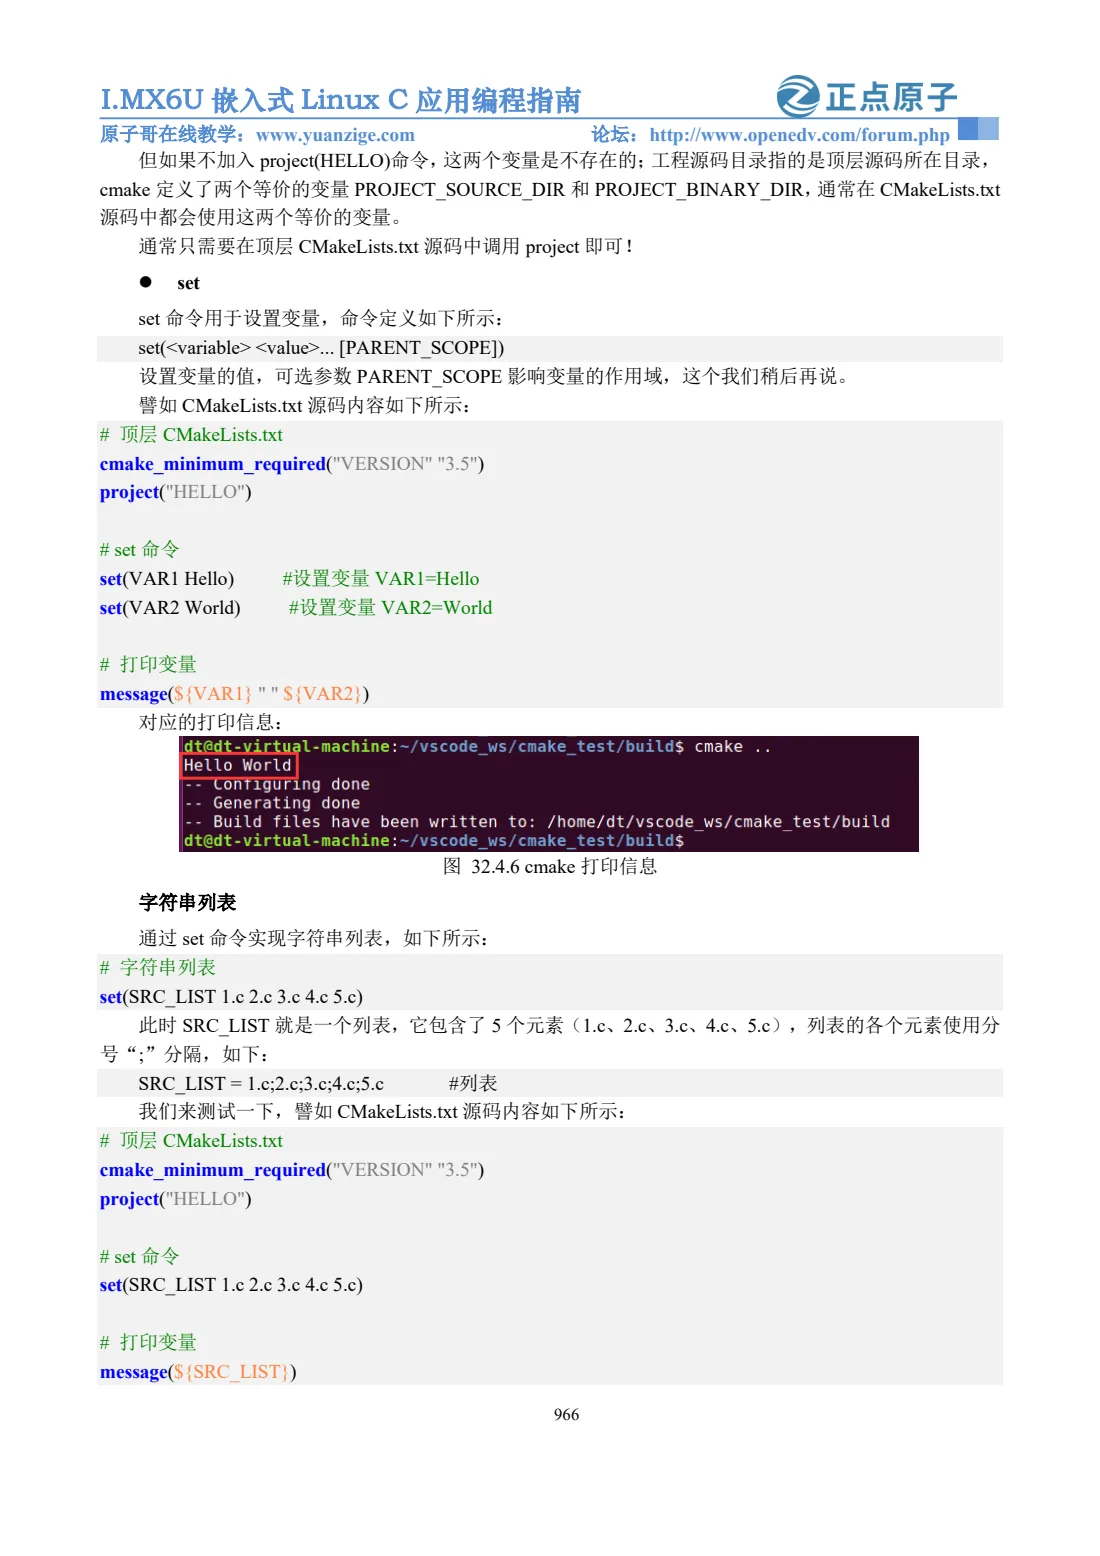 I.MX6U 嵌入式 Linux C 应用编程指南
正点原子
原子哥在线教学：www.yuanzige.com 论坛：http://www.openedv.com/forum.php
但如果不加入 project(HELLO)命令，这两个变量是不存在的；工程源码目录指的是顶层源码所在目录，
cmake 定义了两个等价的变量 PROJECT_SOURCE_DIR 和 PROJECT_BINARY_DIR，通常在 CMakeLists.txt
源码中都会使用这两个等价的变量。
通常只需要在顶层 CMakeLists.txt 源码中调用 project 即可！
● set
set 命令用于设置变量，命令定义如下所示：
set(<variable> <value>... [PARENT_SCOPE])
设置变量的值，可选参数 PARENT_SCOPE 影响变量的作用域，这个我们稍后再说。
譬如 CMakeLists.txt 源码内容如下所示：
# 顶层 CMakeLists.txt
cmake_minimum_required("VERSION" "3.5")
project("HELLO")
# set 命令
set(VAR1 Hello) #设置变量 VAR1=Hello
set(VAR2 World) #设置变量 VAR2=World
# 打印变量
message(${VAR1} " " ${VAR2})
对应的打印信息：
dt@dt-virtual-machine:~/vscode_ws/cmake_test/build$ cmake ..
Hello World
-- Configuring done
-- Generating done
-- Build files have been written to: /home/dt/vscode_ws/cmake_test/build
dt@dt-virtual-machine:~/vscode_ws/cmake_test/build$
图 32.4.6 cmake 打印信息
字符串列表
通过 set 命令实现字符串列表，如下所示：
# 字符串列表
set(SRC_LIST 1.c 2.c 3.c 4.c 5.c)
此时 SRC_LIST 就是一个列表，它包含了 5 个元素（1.c、2.c、3.c、4.c、5.c），列表的各个元素使用分
号“;”分隔，如下：
SRC_LIST = 1.c;2.c;3.c;4.c;5.c #列表
我们来测试一下，譬如 CMakeLists.txt 源码内容如下所示：
# 顶层 CMakeLists.txt
cmake_minimum_required("VERSION" "3.5")
project("HELLO")
# set 命令
set(SRC_LIST 1.c 2.c 3.c 4.c 5.c)
# 打印变量
message(${SRC_LIST})
966